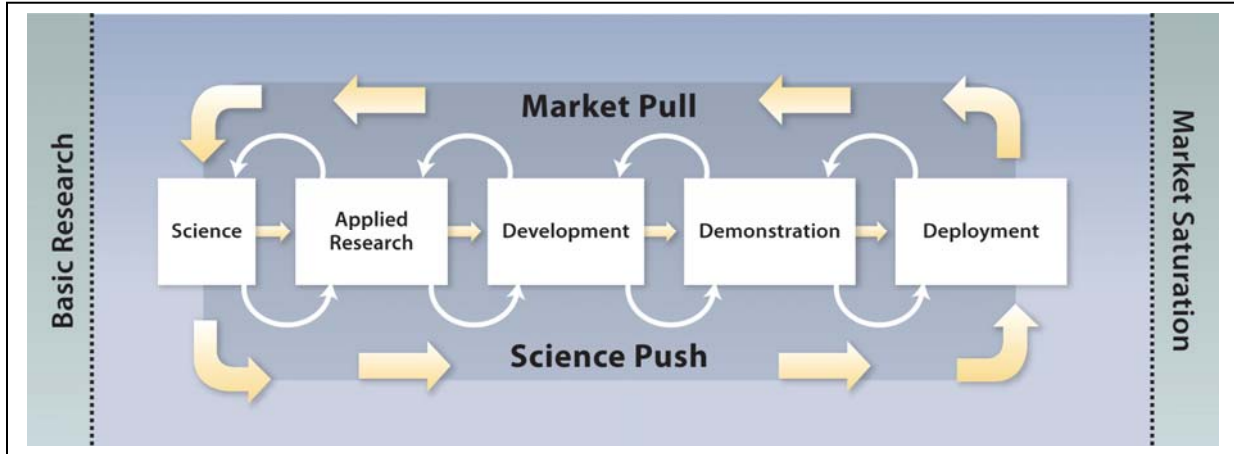 Basic Research
Market Pull
Science
Applied
Research
Development
Demonstration
Deployment
Science Push
Market Saturation